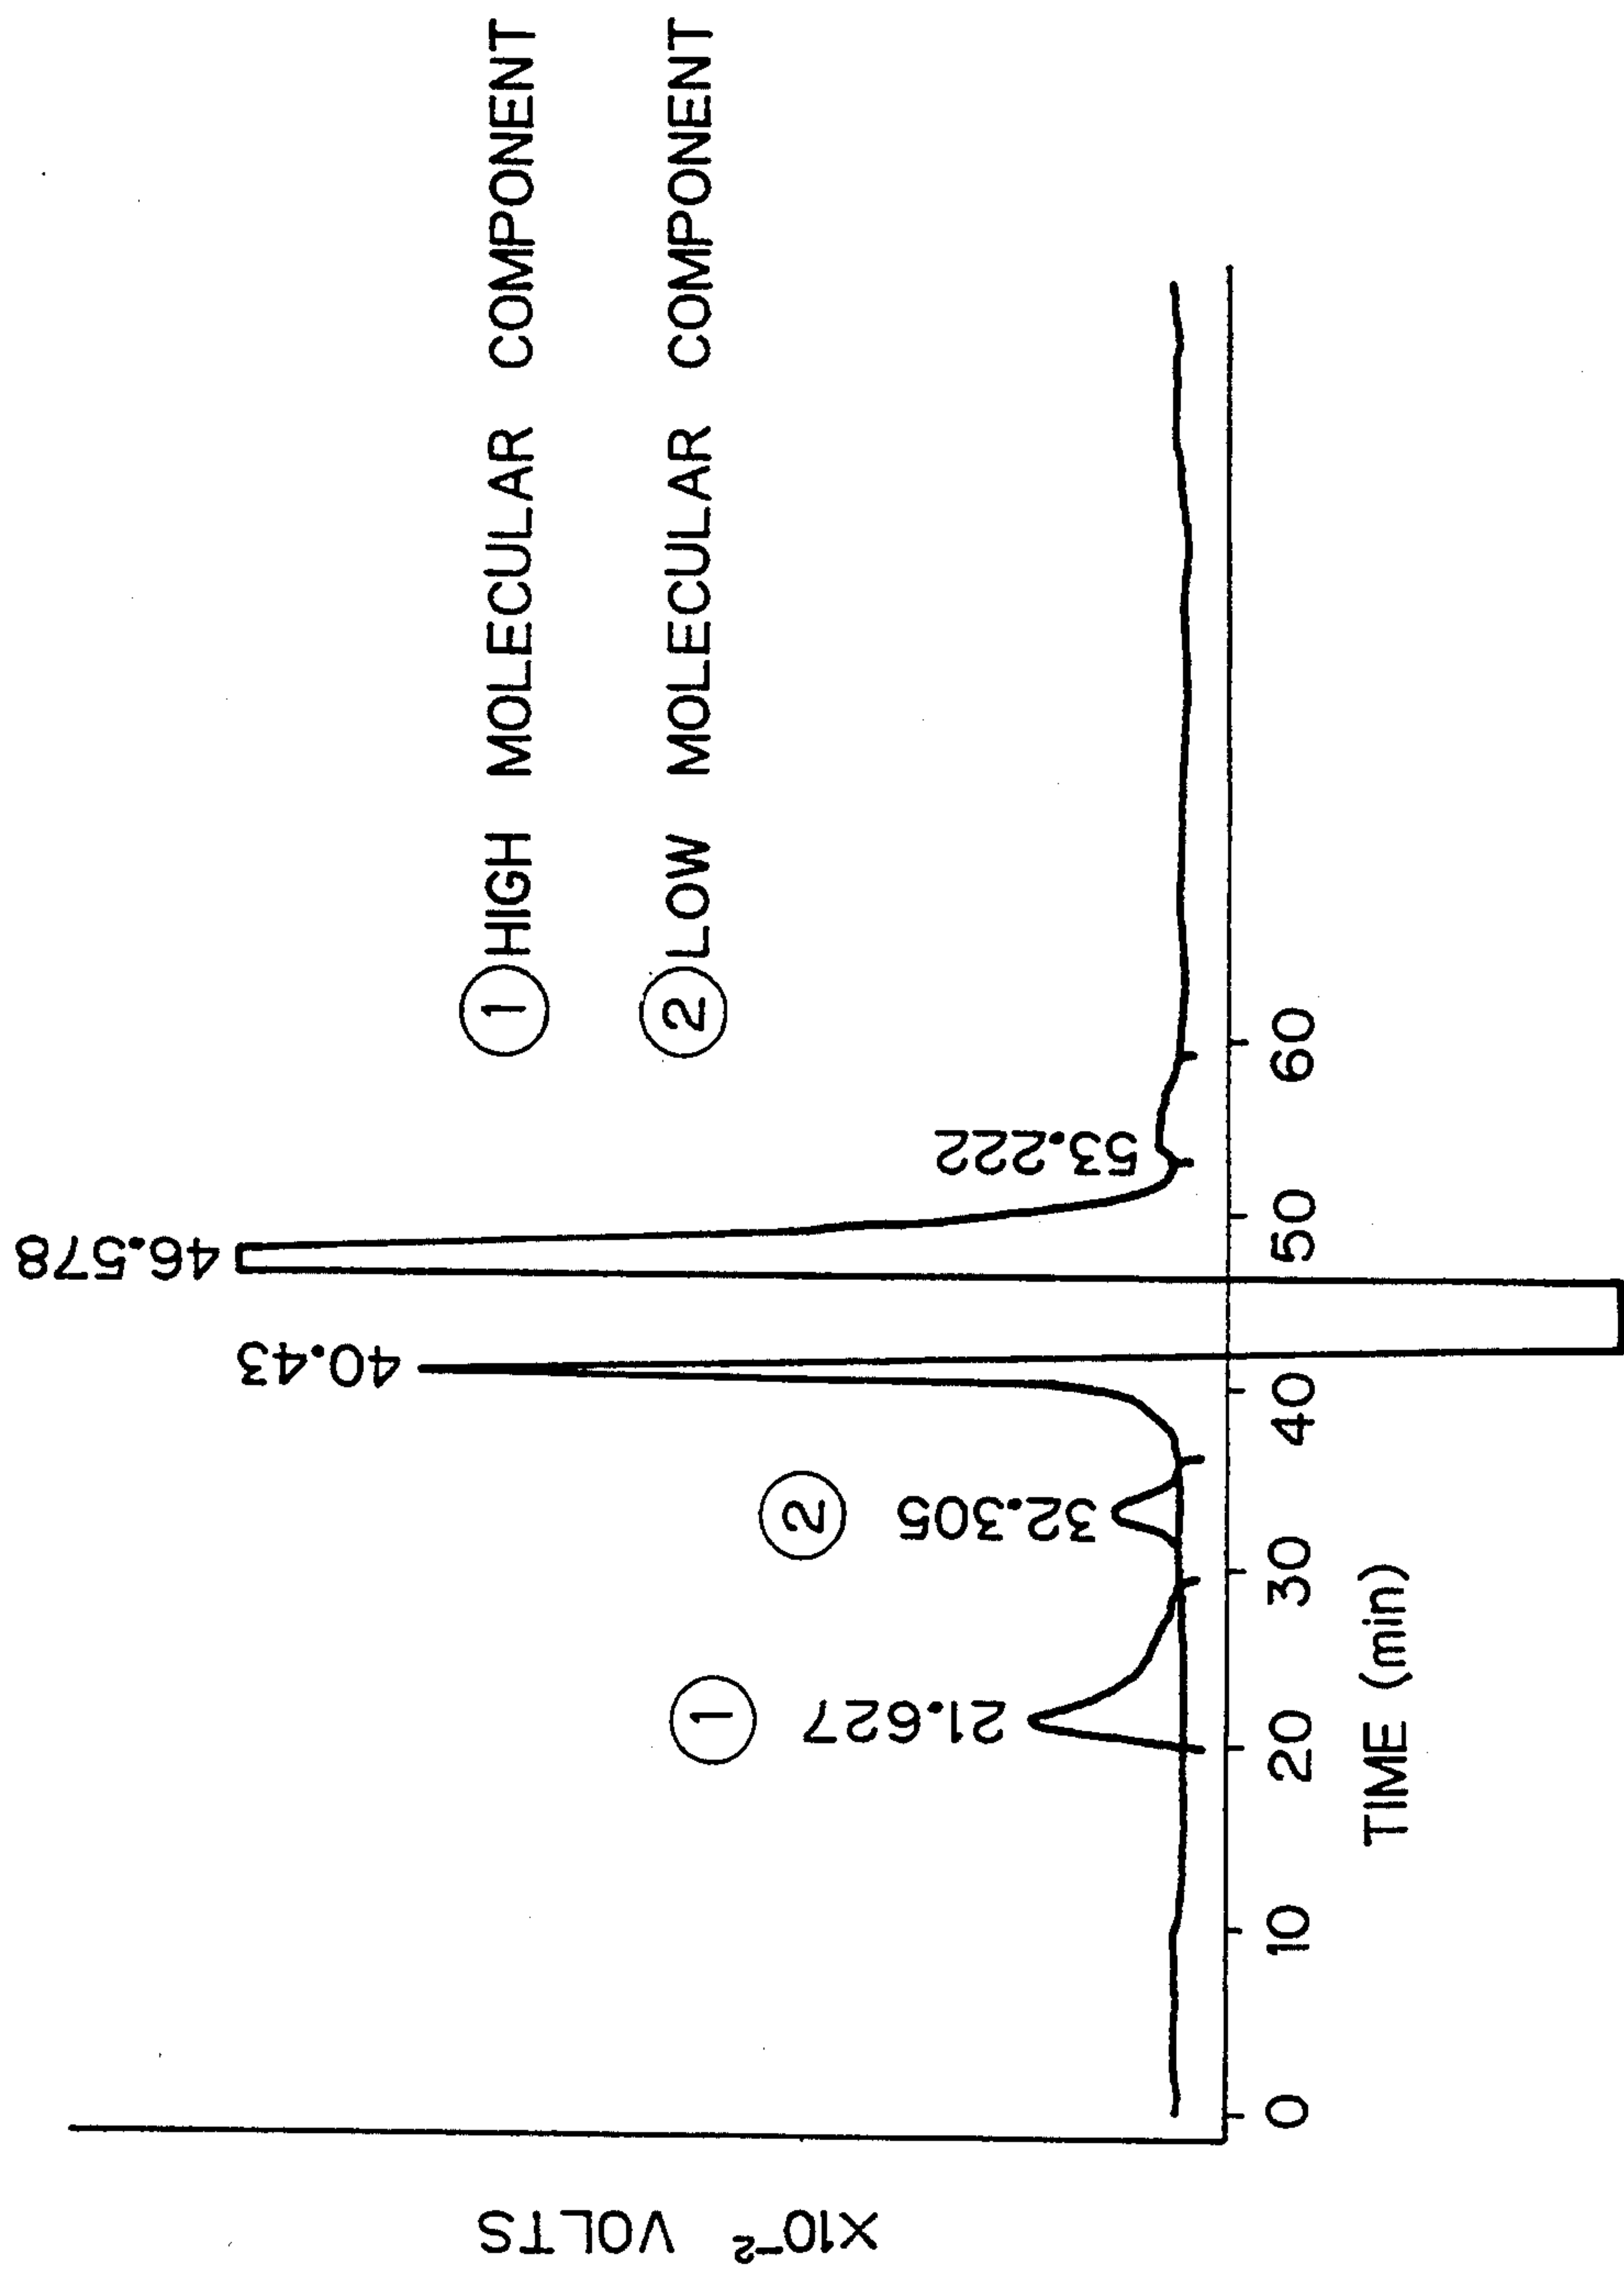 ×10⁻² VOLTS
① HIGH MOLECULAR COMPONENT
② LOW MOLECULAR COMPONENT
① 21.627
② 32.305
40.43
46.578
53.222
0 10 20 30 40 50 60
TIME (min)